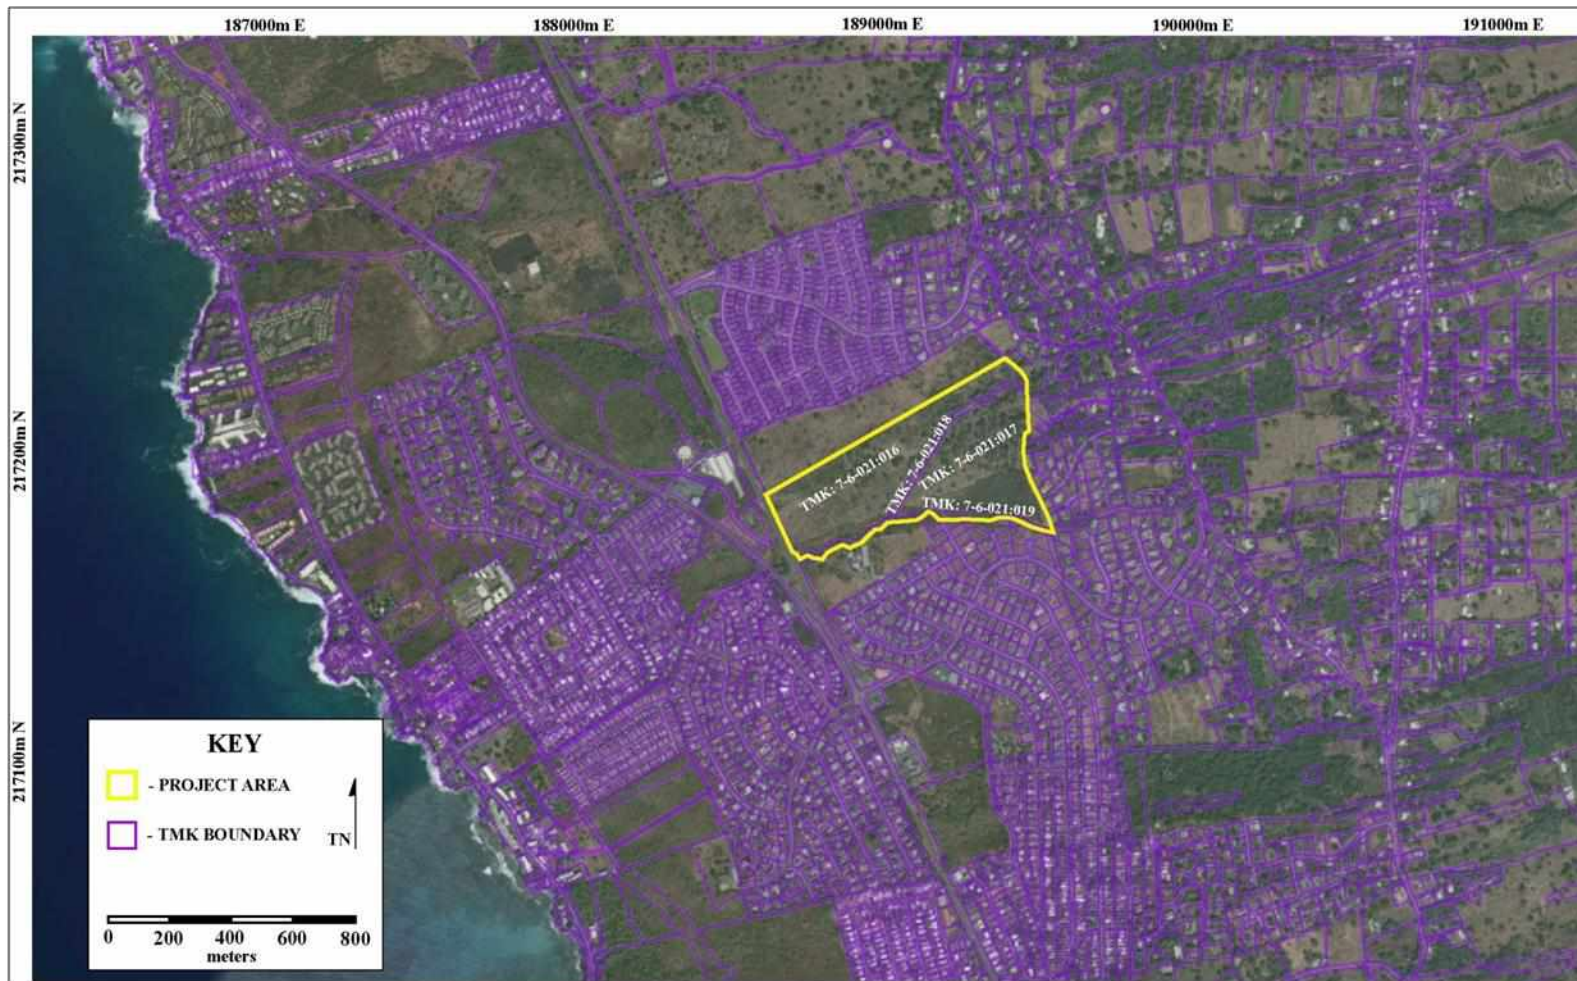 187000m E
188000m E
189000m E
190000m E
191000m E
217300m N
217200m N
217100m N
TMK: 7-6-021:016
TMK: 7-6-021:018
TMK: 7-6-021:017
TMK: 7-6-021:019
KEY
- PROJECT AREA
- TMK BOUNDARY
TN
0 200 400 600 800
meters